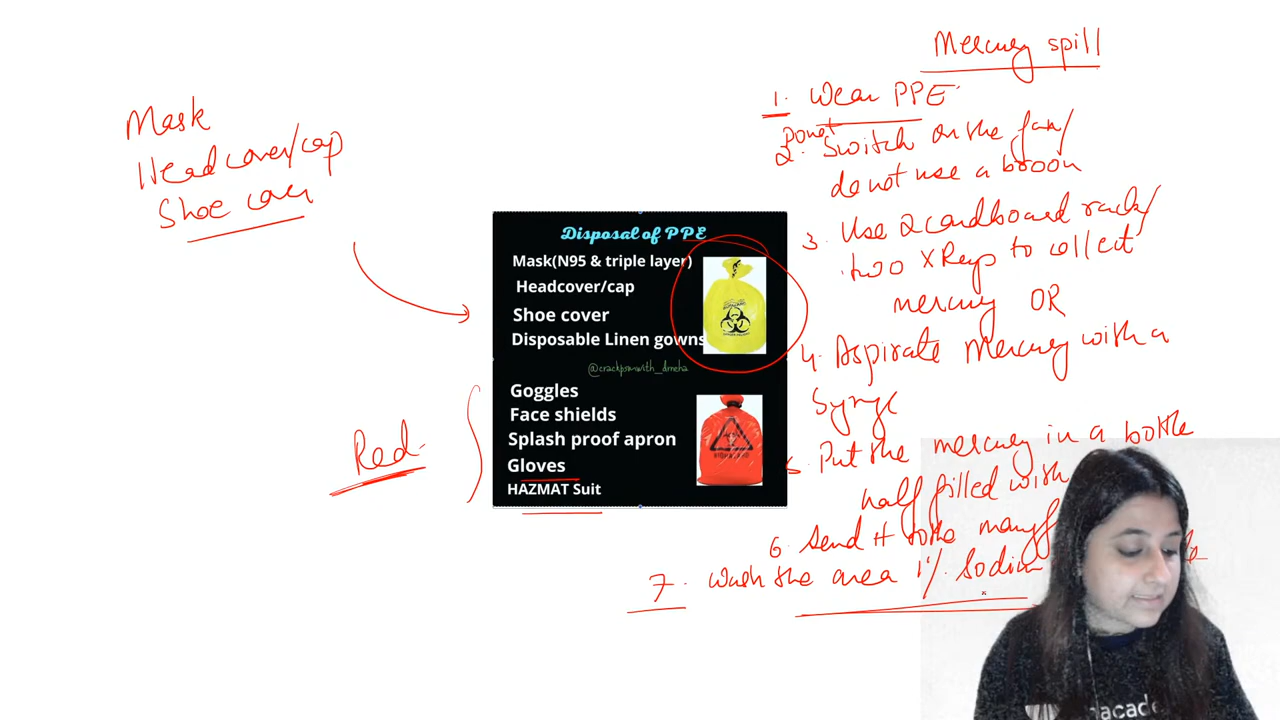 Mercury spill
1. Wear PPE
Donot
2. Switch on the fan/
do not use a broom
3. Use 2 cardboard rack/
two XRays to collect
mercury OR
4. Aspirate Mercury with a
Syringe
Put the mercury in a bottle
half filled with
6. Send it to the
7. Wash the area 1% Sodium
Mask
Head cover/cap
Shoe cover
Red
Disposal of PPE
Mask(N95 & triple layer)
Headcover/cap
Shoe cover
Disposable Linen gowns
Goggles
Face shields
Splash proof apron
Gloves
HAZMAT Suit
nacade